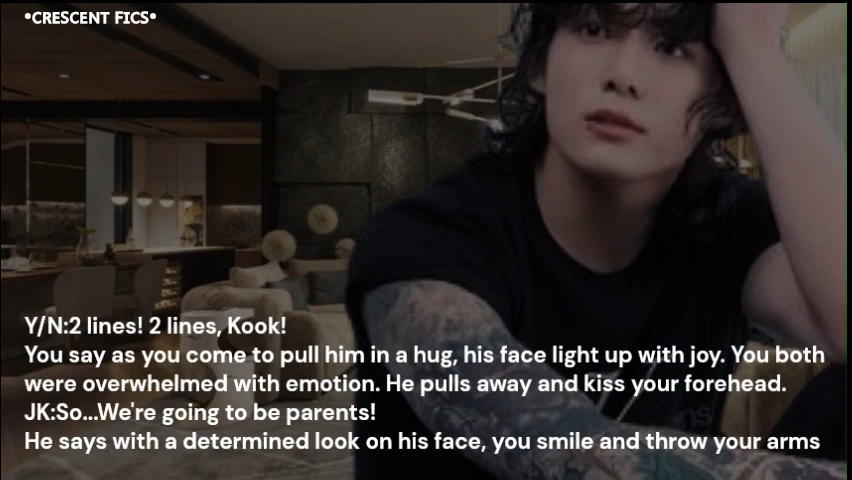 •CRESCENT FICS•
Y/N:2 lines! 2 lines, Kook!
You say as you come to pull him in a hug, his face light up with joy. You both
were overwhelmed with emotion. He pulls away and kiss your forehead.
JK:So...We're going to be parents!
He says with a determined look on his face, you smile and throw your arms